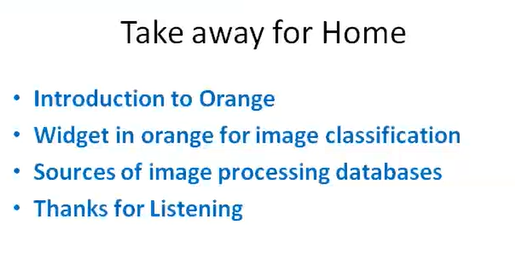 Take away for Home
• Introduction to Orange
• Widget in orange for image classification
• Sources of image processing databases
• Thanks for Listening